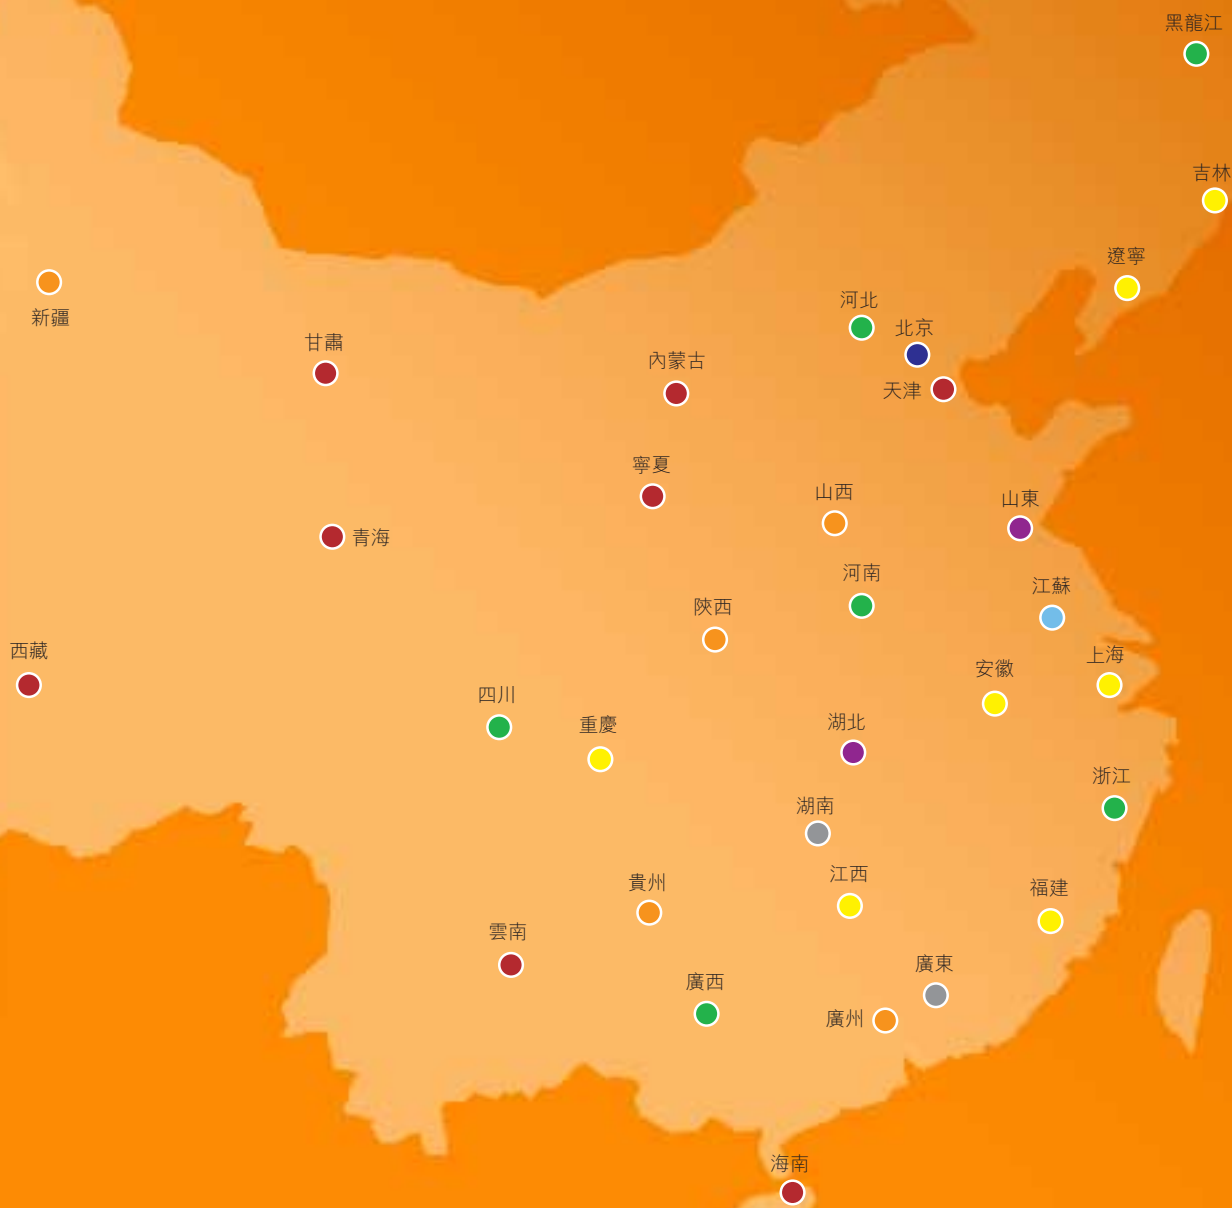 黑龍江
吉林
遼寧
河北
新疆
北京
甘肅
內蒙古
天津
寧夏
山西
山東
青海
河南
江蘇
陝西
西藏
上海
安徽
四川
湖北
重慶
浙江
湖南
江西
貴州
福建
雲南
廣東
廣西
廣州
海南